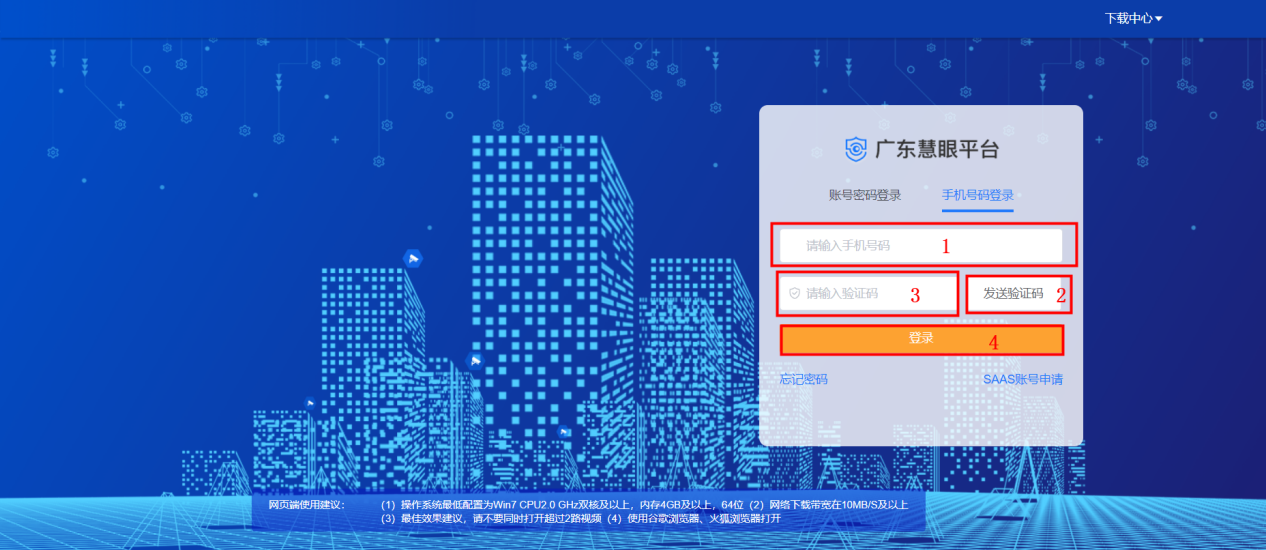 下载中心
广东慧眼平台
账号密码登录 手机号码登录
请输入手机号码 1
请输入验证码 3 发送验证码 2
登录 4
忘记密码 SAAS账号申请
网页端使用建议： （1）操作系统最低配置为Win7 CPU2.0 GHz双核及以上，内存4GB及以上，64位（2）网络下载带宽在10MB/S及以上
（3）最佳效果建议，请不要同时打开超过2路视频（4）使用谷歌浏览器、火狐浏览器打开